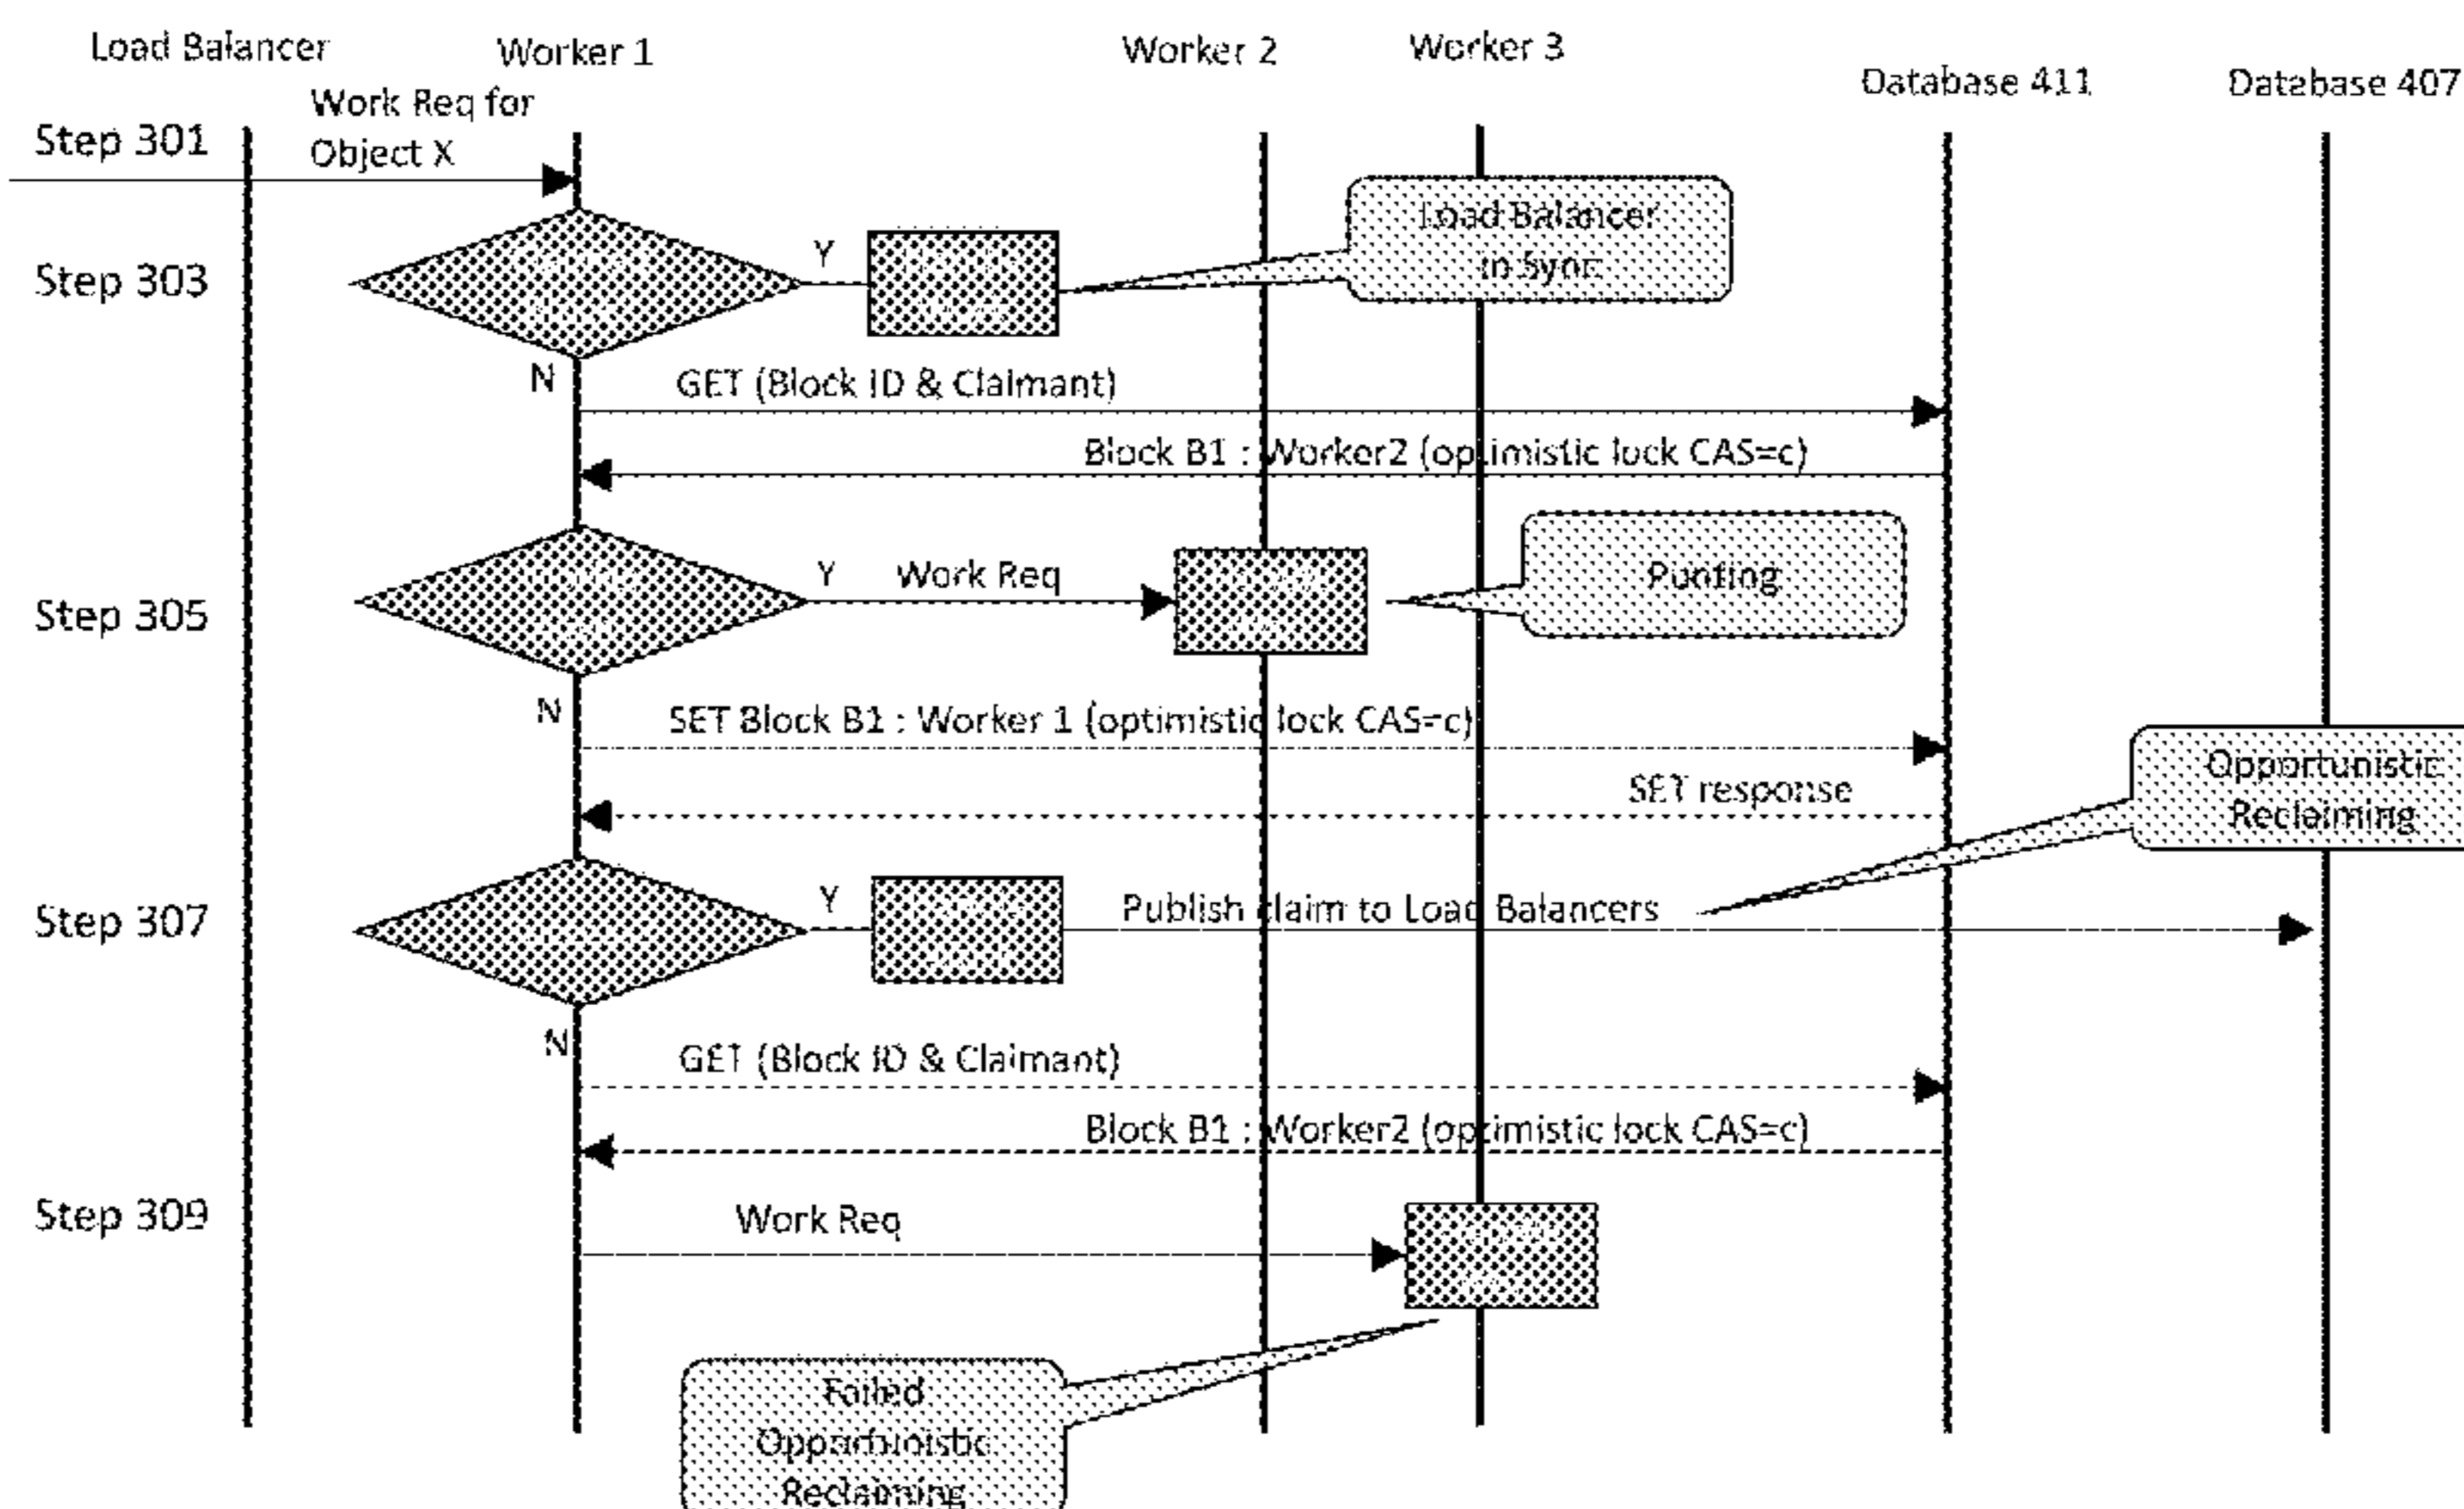 Load Balancer
Worker 1
Worker 2
Worker 3
Database 411
Database 407
Work Req for
Object X
Step 301
Load Balancer
in Sync
Step 303
Y
N
GET (Block ID & Claimant)
Block B1 : Worker2 (optimistic lock CAS=c)
Step 305
Y
Work Req
Punting
N
SET Block B1 : Worker 1 (optimistic lock CAS=c)
SET response
Opportunistic
Reclaiming
Step 307
Y
Publish claim to Load Balancers
N
GET (Block ID & Claimant)
Block B1 : Worker2 (optimistic lock CAS=c)
Step 309
Work Req
Failed
Opportunistic
Reclaiming